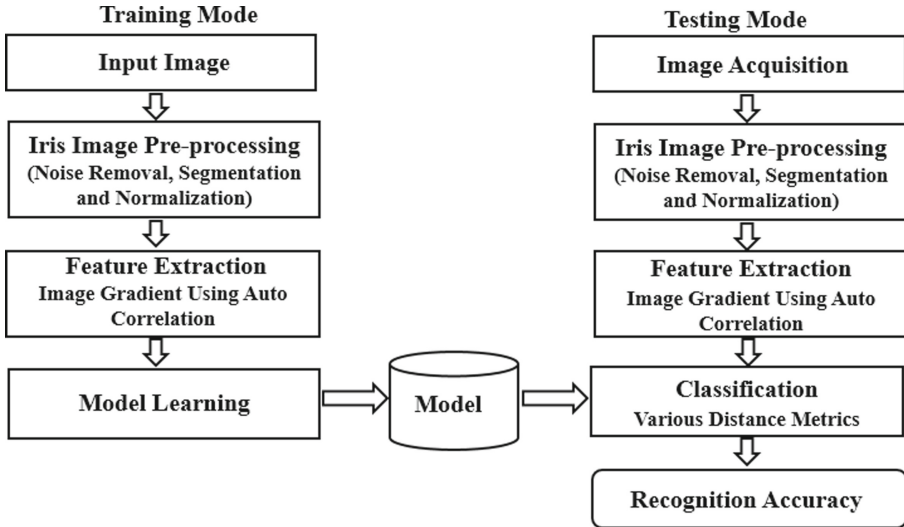 Training Mode
Input Image
Iris Image Pre-processing
(Noise Removal, Segmentation
and Normalization)
Feature Extraction
Image Gradient Using Auto
Correlation
Model Learning
Model
Testing Mode
Image Acquisition
Iris Image Pre-processing
(Noise Removal, Segmentation
and Normalization)
Feature Extraction
Image Gradient Using Auto
Correlation
Classification
Various Distance Metrics
Recognition Accuracy